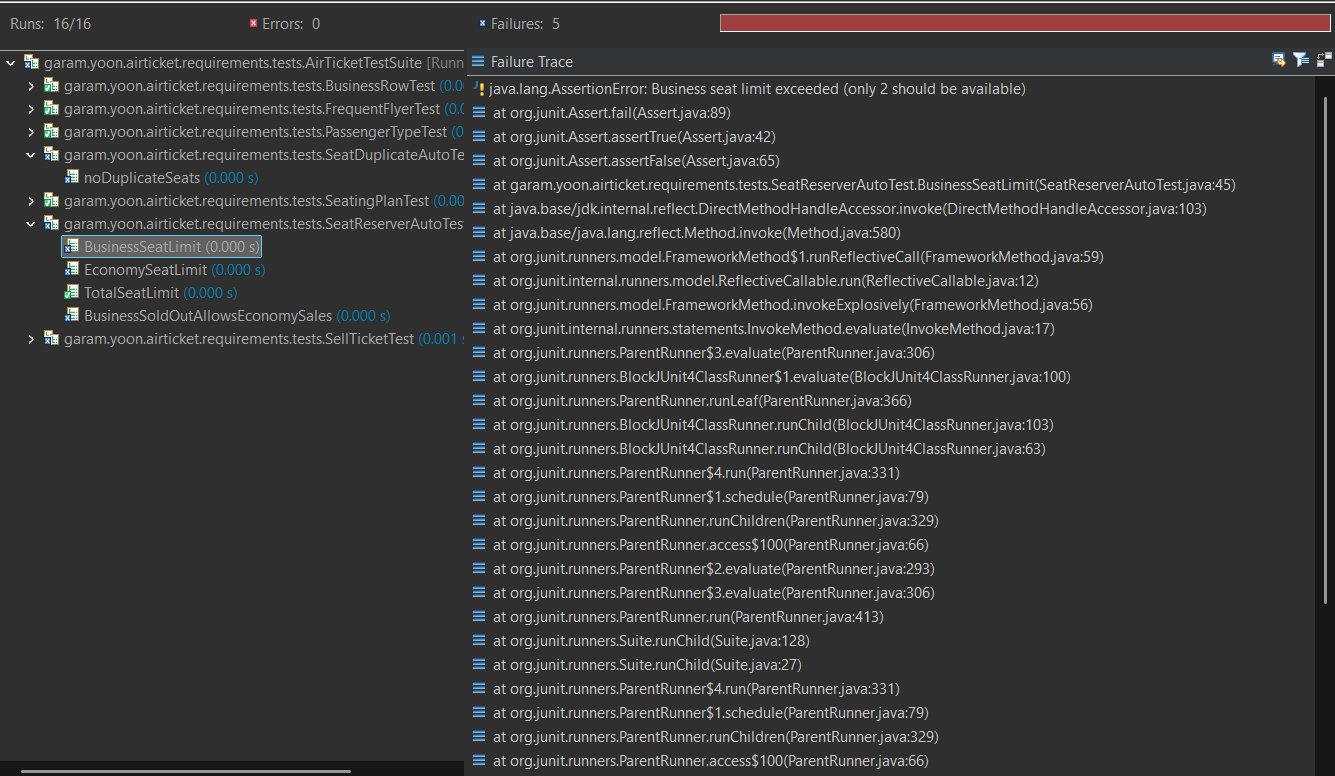 Runs: 16/16 Errors: 0 Failures: 5
garam.yoon.airticket.requirements.tests.AirTicketTestSuite [Runn
garam.yoon.airticket.requirements.tests.BusinessRowTest (0.00
garam.yoon.airticket.requirements.tests.FrequentFlyerTest (0.0
garam.yoon.airticket.requirements.tests.PassengerTypeTest (0
garam.yoon.airticket.requirements.tests.SeatDuplicateAutoTe
noDuplicateSeats (0.000 s)
garam.yoon.airticket.requirements.tests.SeatingPlanTest (0.00
garam.yoon.airticket.requirements.tests.SeatReserverAutoTes
BusinessSeatLimit (0.000 s)
EconomySeatLimit (0.000 s)
TotalSeatLimit (0.000 s)
BusinessSoldOutAllowsEconomySales (0.000 s)
garam.yoon.airticket.requirements.tests.SellTicketTest (0.001 s
Failure Trace
java.lang.AssertionError: Business seat limit exceeded (only 2 should be available)
at org.junit.Assert.fail(Assert.java:89)
at org.junit.Assert.assertTrue(Assert.java:42)
at org.junit.Assert.assertFalse(Assert.java:65)
at garam.yoon.airticket.requirements.tests.SeatReserverAutoTest.BusinessSeatLimit(SeatReserverAutoTest.java:45)
at java.base/jdk.internal.reflect.DirectMethodHandleAccessor.invoke(DirectMethodHandleAccessor.java:103)
at java.base/java.lang.reflect.Method.invoke(Method.java:580)
at org.junit.runners.model.FrameworkMethod$1.runReflectiveCall(FrameworkMethod.java:59)
at org.junit.internal.runners.model.ReflectiveCallable.run(ReflectiveCallable.java:12)
at org.junit.runners.model.FrameworkMethod.invokeExplosively(FrameworkMethod.java:56)
at org.junit.internal.runners.statements.InvokeMethod.evaluate(InvokeMethod.java:17)
at org.junit.runners.ParentRunner$3.evaluate(ParentRunner.java:306)
at org.junit.runners.BlockJUnit4ClassRunner$1.evaluate(BlockJUnit4ClassRunner.java:100)
at org.junit.runners.ParentRunner.runLeaf(ParentRunner.java:366)
at org.junit.runners.BlockJUnit4ClassRunner.runChild(BlockJUnit4ClassRunner.java:103)
at org.junit.runners.BlockJUnit4ClassRunner.runChild(BlockJUnit4ClassRunner.java:63)
at org.junit.runners.ParentRunner$4.run(ParentRunner.java:331)
at org.junit.runners.ParentRunner$1.schedule(ParentRunner.java:79)
at org.junit.runners.ParentRunner.runChildren(ParentRunner.java:329)
at org.junit.runners.ParentRunner.access$100(ParentRunner.java:66)
at org.junit.runners.ParentRunner$2.evaluate(ParentRunner.java:293)
at org.junit.runners.ParentRunner$3.evaluate(ParentRunner.java:306)
at org.junit.runners.ParentRunner.run(ParentRunner.java:413)
at org.junit.runners.Suite.runChild(Suite.java:128)
at org.junit.runners.Suite.runChild(Suite.java:27)
at org.junit.runners.ParentRunner$4.run(ParentRunner.java:331)
at org.junit.runners.ParentRunner$1.schedule(ParentRunner.java:79)
at org.junit.runners.ParentRunner.runChildren(ParentRunner.java:329)
at org.junit.runners.ParentRunner.access$100(ParentRunner.java:66)